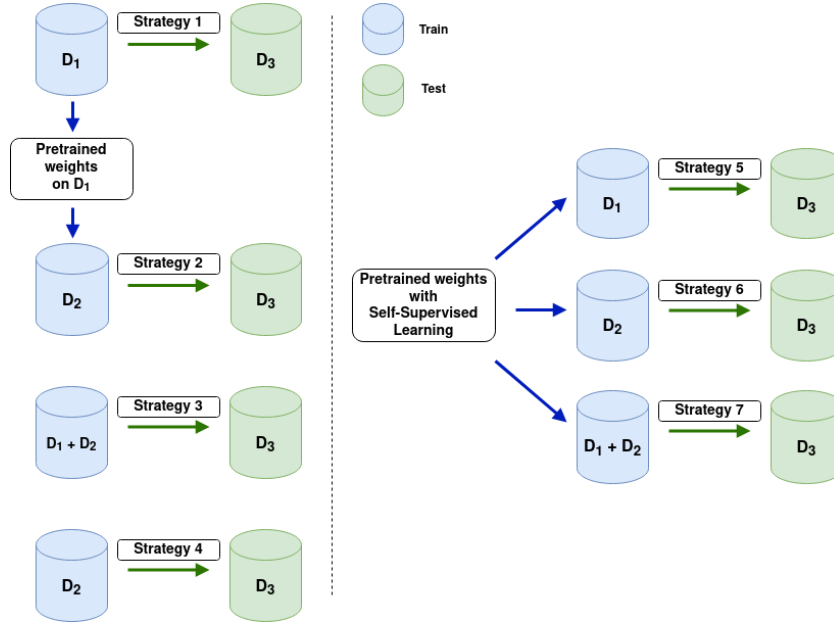 Strategy 1
D₁
D₃
Pretrained
weights
on D₁
Strategy 2
D₂
D₃
Strategy 3
D₁ + D₂
D₃
Strategy 4
D₂
D₃
Train
Test
Pretrained weights
with
Self-Supervised
Learning
Strategy 5
D₁
D₃
Strategy 6
D₂
D₃
Strategy 7
D₁ + D₂
D₃